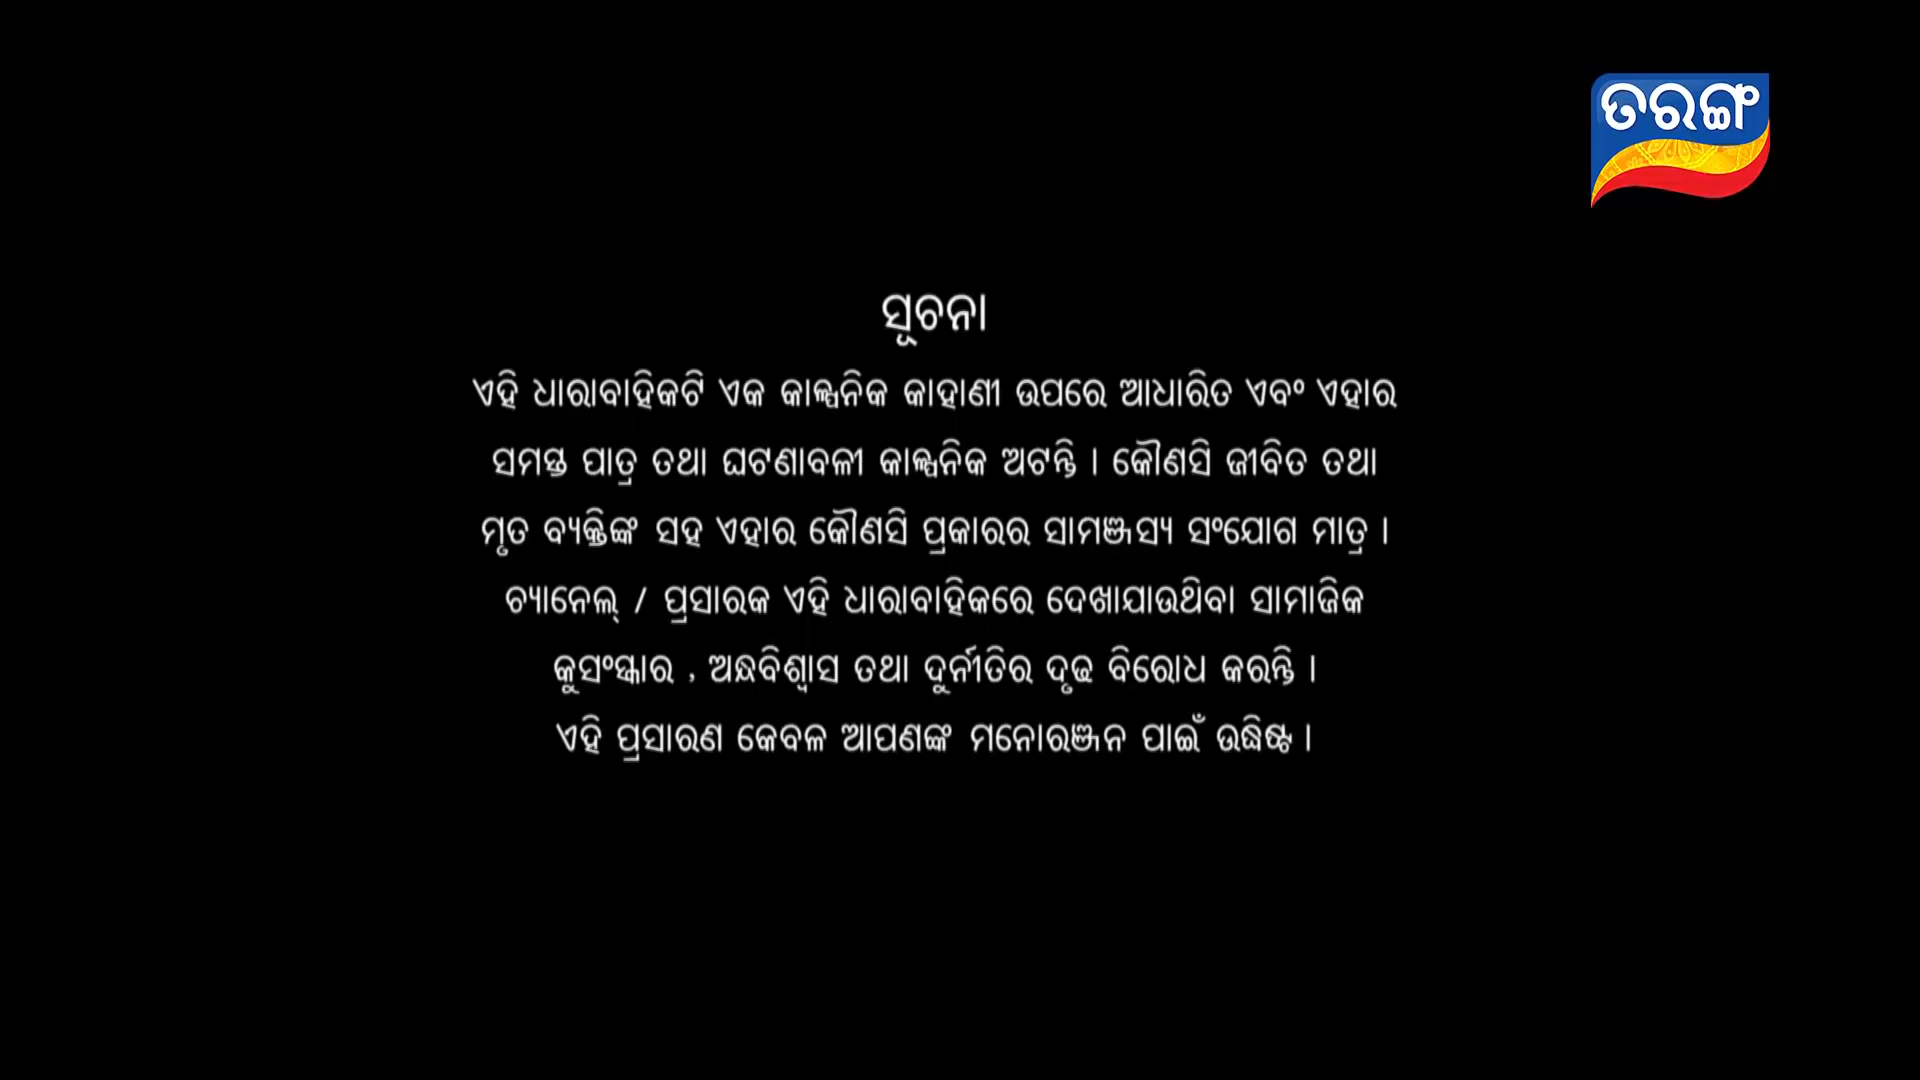 ତରଙ୍ଗ
ସୂଚନା
ଏହି ଧାରାବାହିକଟି ଏକ କାଳ୍ପନିକ କାହାଣୀ ଉପରେ ଆଧାରିତ ଏବଂ ଏହାର
ସମସ୍ତ ପାତ୍ର ତଥା ଘଟଣାବଳୀ କାଳ୍ପନିକ ଅଟନ୍ତି । କୌଣସି ଜୀବିତ ତଥା
ମୃତ ବ୍ୟକ୍ତିଙ୍କ ସହ ଏହାର କୌଣସି ପ୍ରକାରର ସାମଞ୍ଜସ୍ୟ ସଂଯୋଗ ମାତ୍ର ।
ଚ୍ୟାନେଲ୍ / ପ୍ରସାରକ ଏହି ଧାରାବାହିକରେ ଦେଖାଯାଉଥିବା ସାମାଜିକ
କୁସଂସ୍କାର , ଅନ୍ଧବିଶ୍ୱାସ ତଥା ଦୁର୍ନୀତିର ଦୃଢ ବିରୋଧ କରନ୍ତି ।
ଏହି ପ୍ରସାରଣ କେବଳ ଆପଣଙ୍କ ମନୋରଞ୍ଜନ ପାଇଁ ଉଦ୍ଧିଷ୍ଟ ।